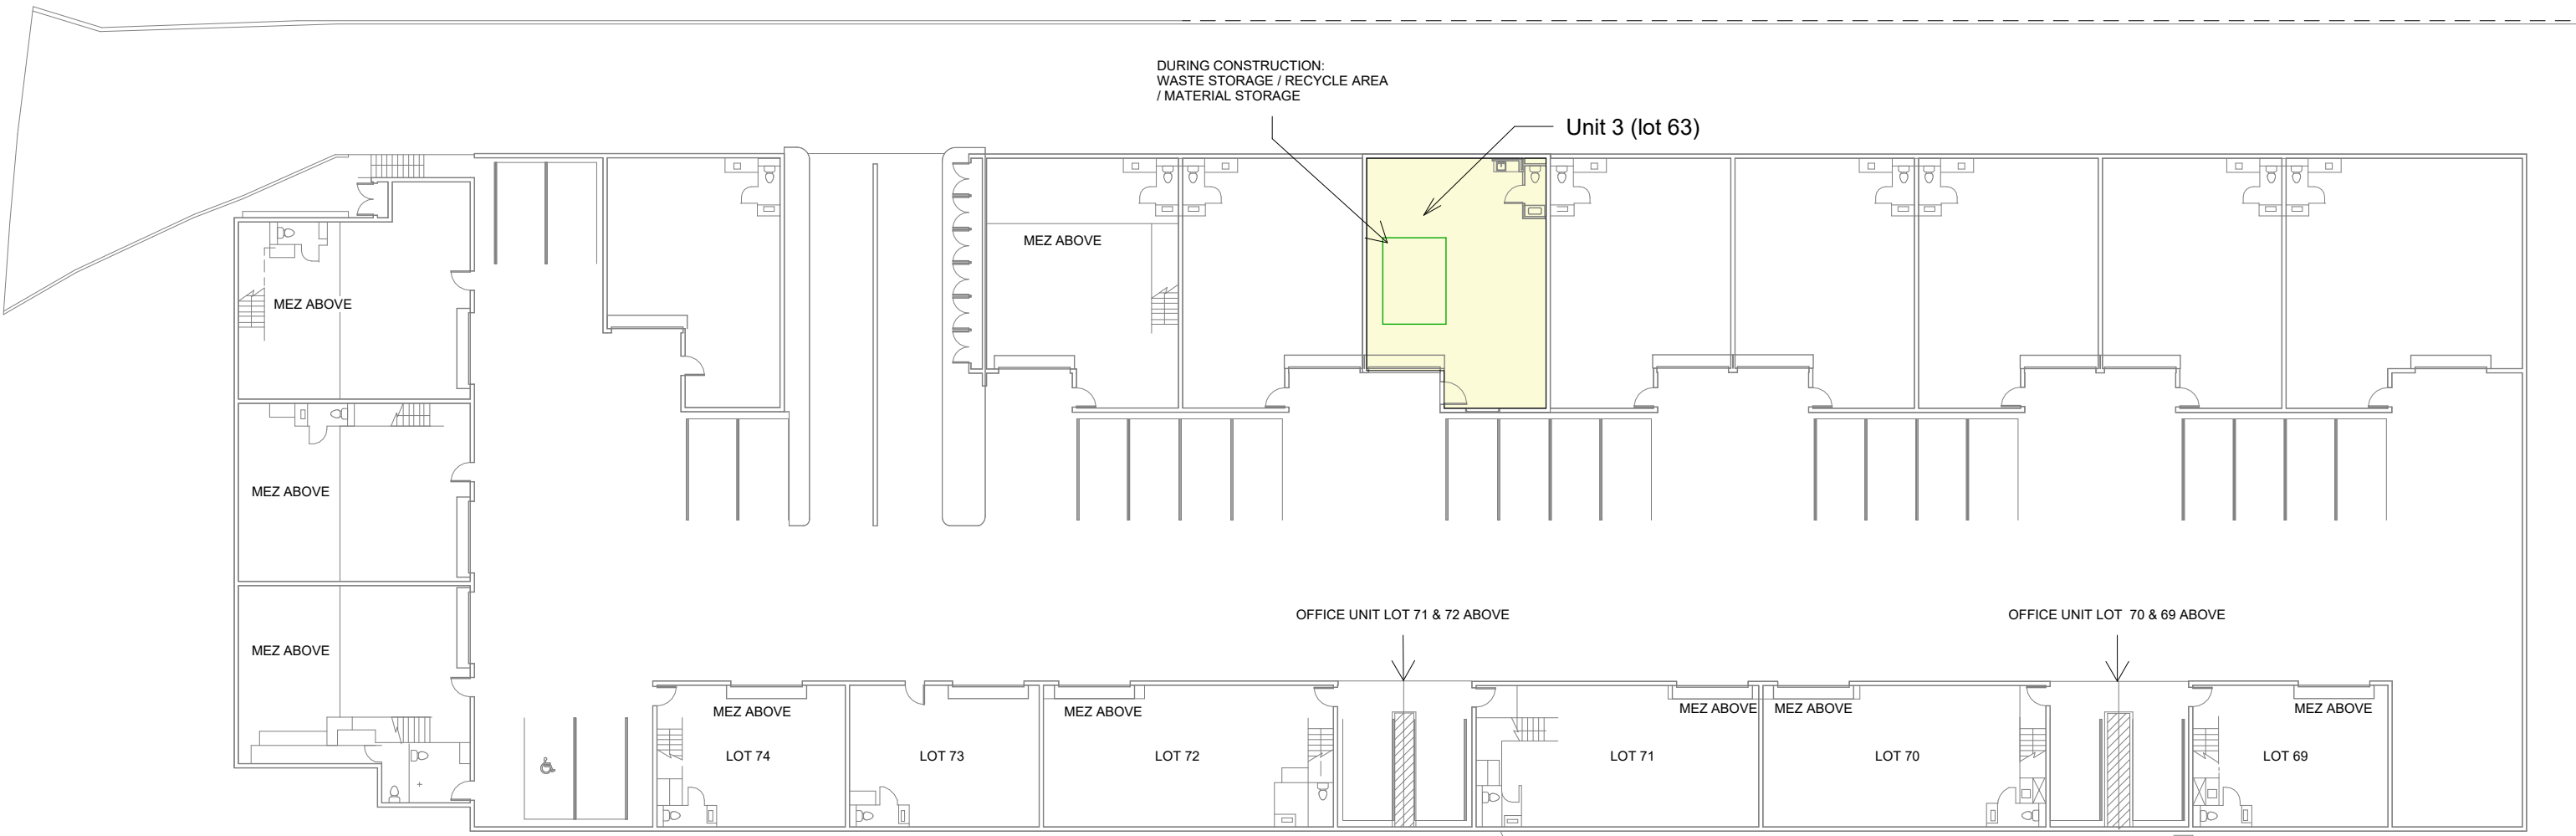 DURING CONSTRUCTION:
WASTE STORAGE / RECYCLE AREA
/ MATERIAL STORAGE
Unit 3 (lot 63)
MEZ ABOVE
MEZ ABOVE
MEZ ABOVE
OFFICE UNIT LOT 71 & 72 ABOVE
OFFICE UNIT LOT 70 & 69 ABOVE
MEZ ABOVE
MEZ ABOVE
MEZ ABOVE
MEZ ABOVE
MEZ ABOVE
MEZ ABOVE
LOT 74
LOT 73
LOT 72
LOT 71
LOT 70
LOT 69